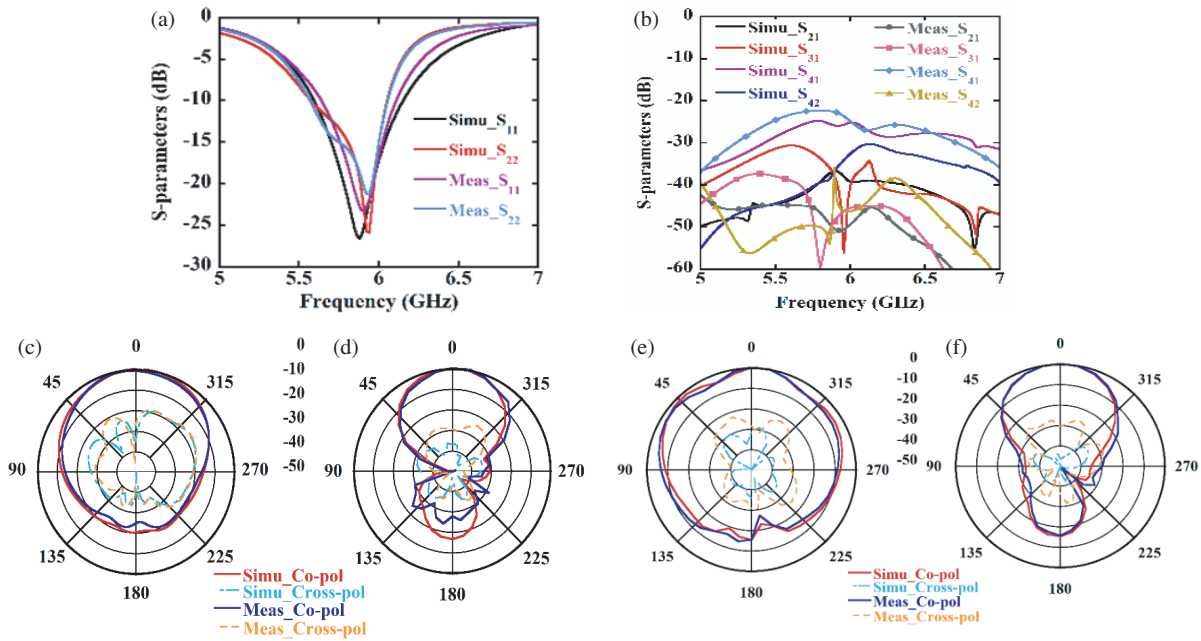 (a)
0
-5
-10
-15
-20
-25
-30
S-parameters (dB)
Simu_S11
Simu_S22
Meas_S11
Meas_S22
5 5.5 6 6.5 7
Frequency (GHz)
(b)
0
-10
-20
-30
-40
-50
-60
S-parameters (dB)
Simu_S21 Meas_S21
Simu_S31 Meas_S31
Simu_S41 Meas_S41
Simu_S42 Meas_S42
5 5.5 6 6.5 7
Frequency (GHz)
(c)
0
45 315
90 270
135 225
180
0
-10
-20
-30
-40
-50
(d)
0
45 315
90 270
135 225
180
Simu_Co-pol
Simu_Cross-pol
Meas_Co-pol
Meas_Cross-pol
(e)
0
45 315
90 270
135 225
180
0
-10
-20
-30
-40
-50
(f)
0
45 315
90 270
135 225
180
Simu_Co-pol
Simu_Cross-pol
Meas_Co-pol
Meas_Cross-pol